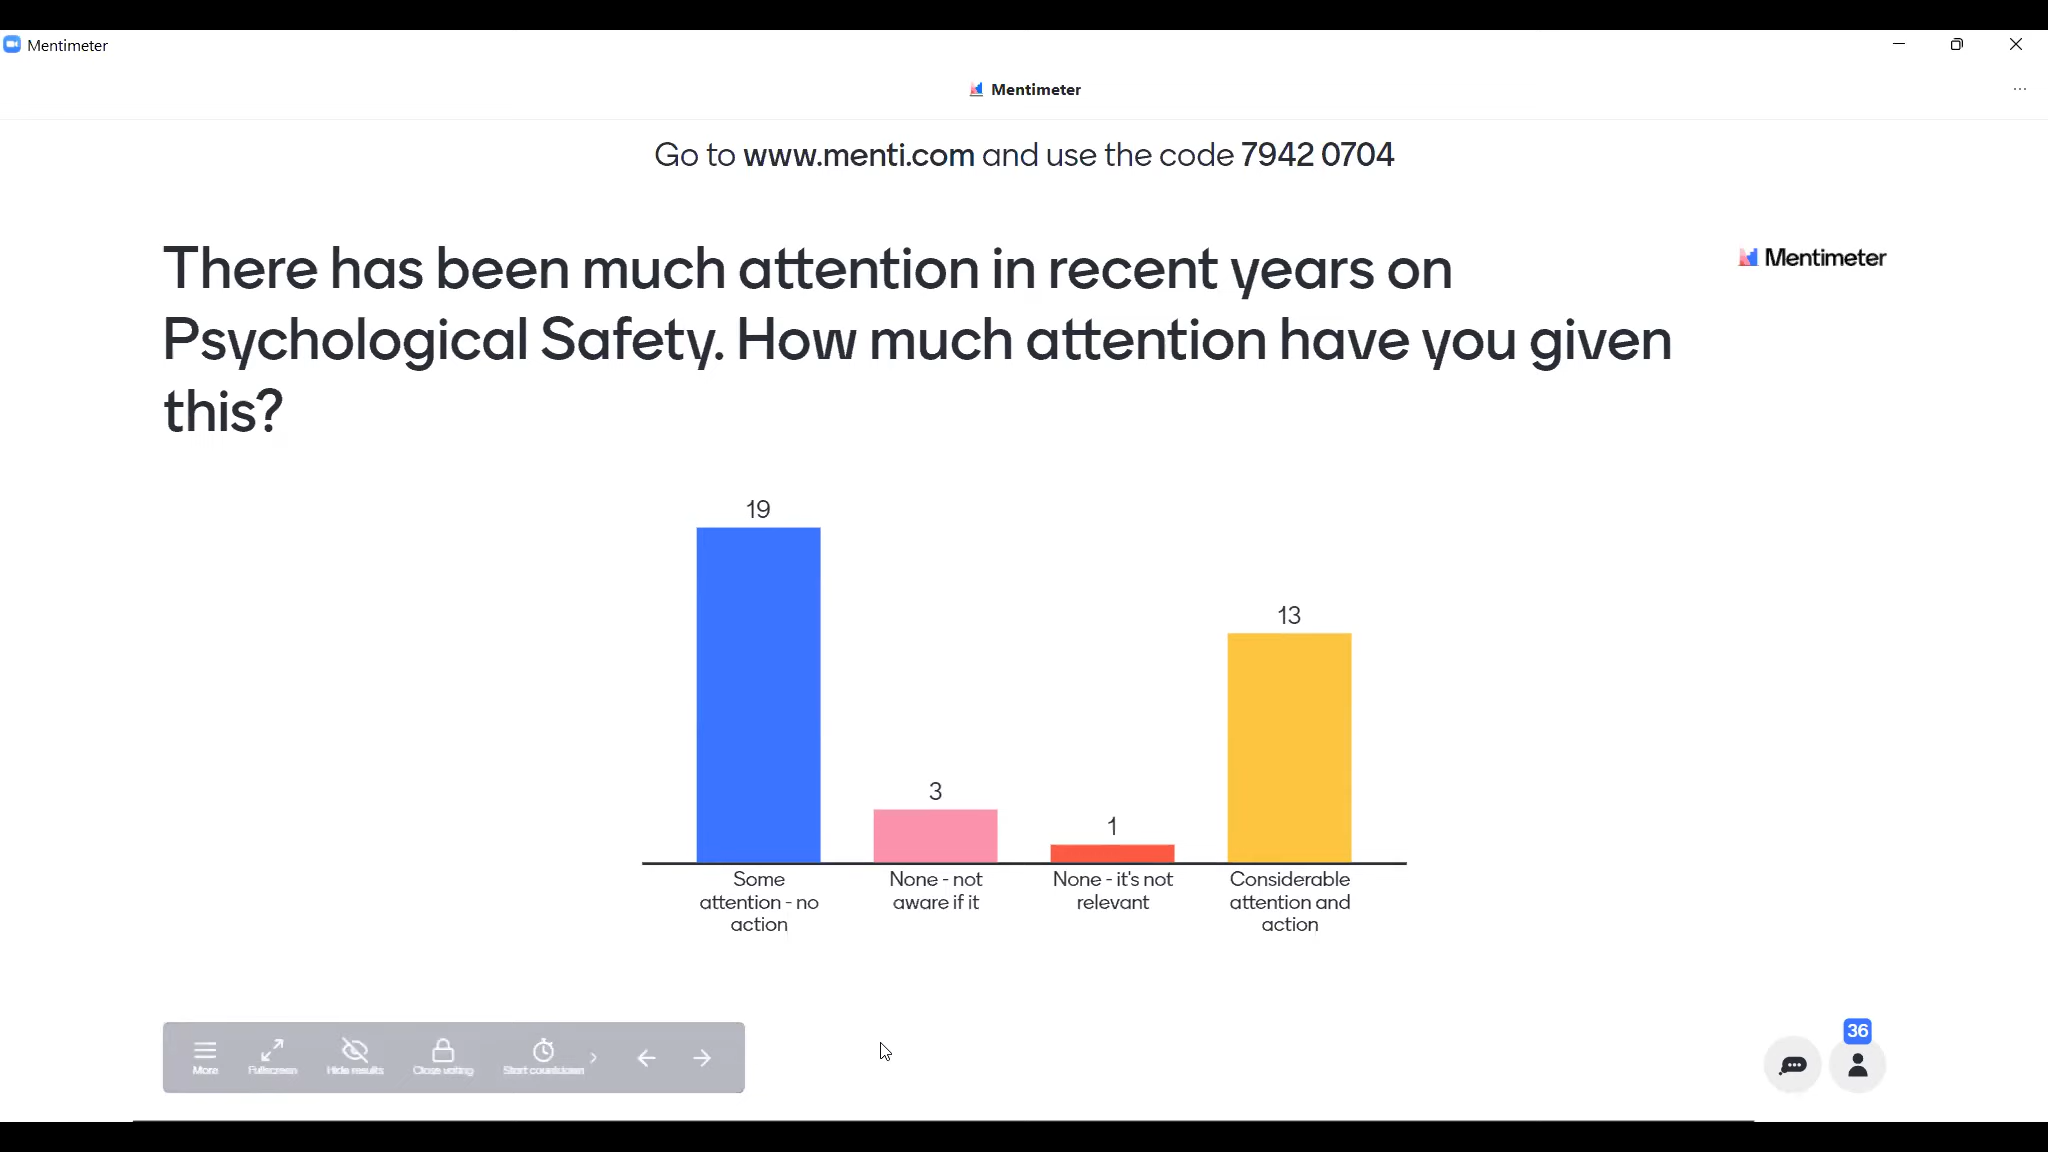 Mentimeter
Mentimeter
Go to www.menti.com and use the code 7942 0704
There has been much attention in recent years on
Psychological Safety. How much attention have you given
this?
Mentimeter
19
3
1
13
Some
attention - no
action
None - not
aware if it
None - it's not
relevant
Considerable
attention and
action
More
Fullscreen
Hide results
Close voting
Start countdown
36